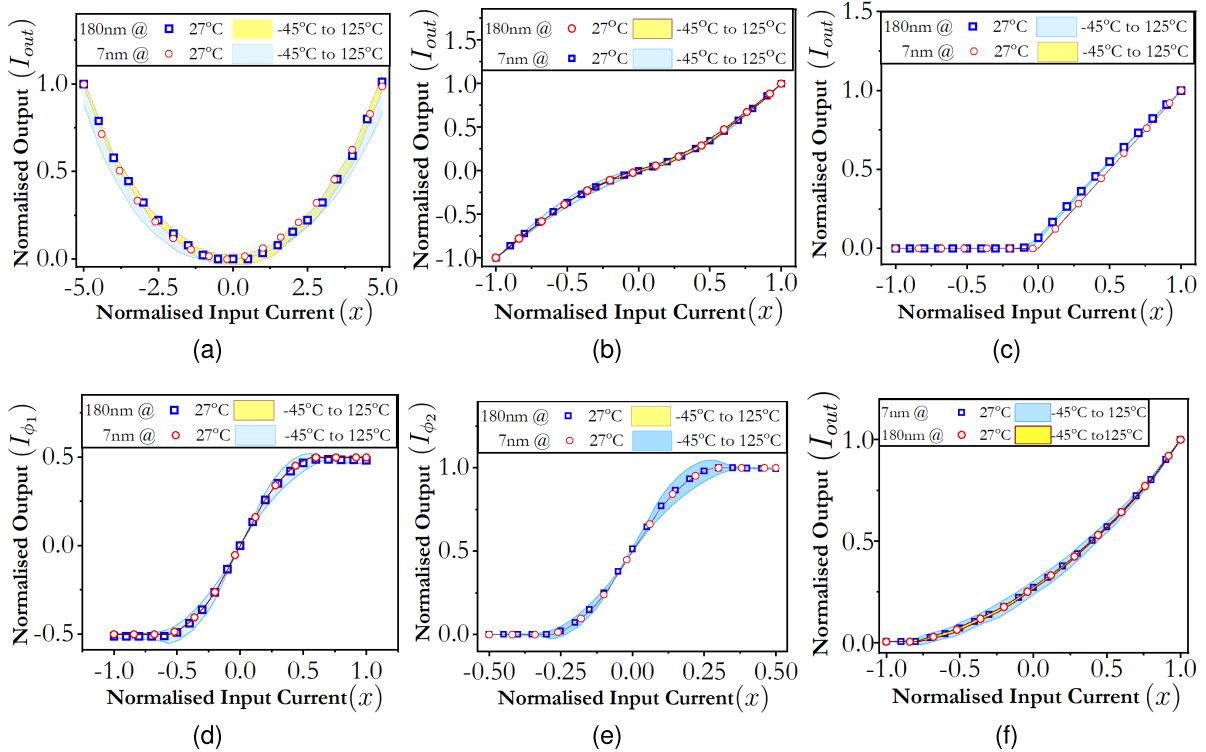 Normalised Output (I_out)
180nm @ 27°C -45°C to 125°C
7nm @ 27°C -45°C to 125°C
1.0
0.5
0.0
-5.0 -2.5 0.0 2.5 5.0
Normalised Input Current (x)
(a)
Normalised Output (I_out)
180nm @ 27°C -45°C to 125°C
7nm @ 27°C -45°C to 125°C
1.5
1.0
0.5
0.0
-0.5
-1.0
-1.0 -0.5 0.0 0.5 1.0
Normalised Input Current (x)
(b)
Normalised Output (I_out)
1.5
180nm @ 27°C -45°C to 125°C
7nm @ 27°C -45°C to 125°C
1.0
0.5
0.0
-1.0 -0.5 0.0 0.5 1.0
Normalised Input Current (x)
(c)
Normalised Output (I_ϕ1)
180nm @ 27°C -45°C to 125°C
7nm @ 27°C -45°C to 125°C
0.5
0.0
-0.5
-1.0 -0.5 0.0 0.5 1.0
Normalised Input Current (x)
(d)
Normalised Output (I_ϕ2)
180nm @ 27°C -45°C to 125°C
7nm @ 27°C -45°C to 125°C
1.0
0.5
0.0
-0.50 -0.25 0.00 0.25 0.50
Normalised Input Current (x)
(e)
Normalised Output (I_out)
7nm @ 27°C -45°C to 125°C
180nm @ 27°C -45°C to125°C
1.0
0.5
0.0
-1.0 -0.5 0.0 0.5 1.0
Normalised Input Current (x)
(f)